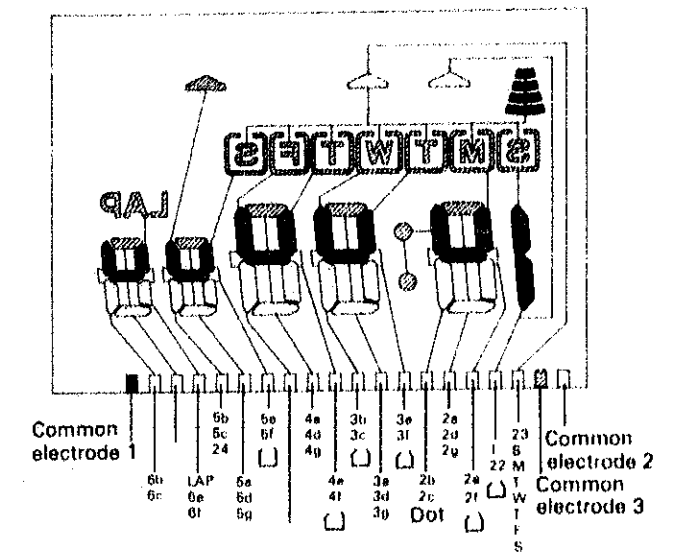 S F T W T M S
LAP
Common
electrode 1
6b
6c
LAP
6e
6f
5b
5c
24
5a
5d
5g
5e
5f
[ ]
4a
4d
4g
4e
4f
[ ]
3b
3c
[ ]
3a
3d
3g
3e
3f
[ ]
2b
2c
Dot
2a
2d
2g
2e
2f
[ ]
22
[ ]
23
S
M
T
W
T
F
S
Common
electrode 2
Common
electrode 3